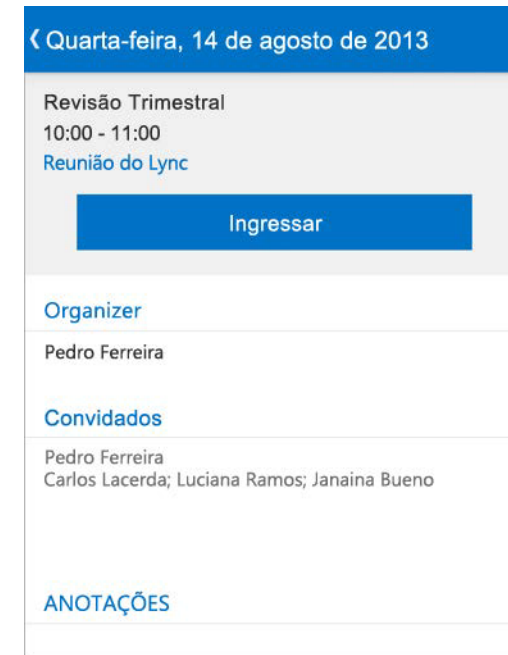 Quarta-feira, 14 de agosto de 2013
Revisão Trimestral
10:00 - 11:00
Reunião do Lync
Ingressar
Organizer
Pedro Ferreira
Convidados
Pedro Ferreira
Carlos Lacerda; Luciana Ramos; Janaina Bueno
ANOTAÇÕES